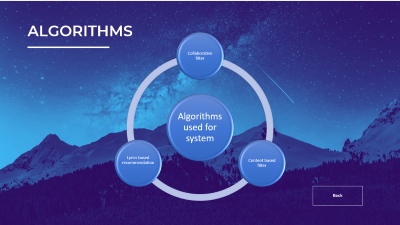 ALGORITHMS
Collaborative
filter
Algorithms
used for
system
Lyrics based
recommendation
Content based
filter
Back